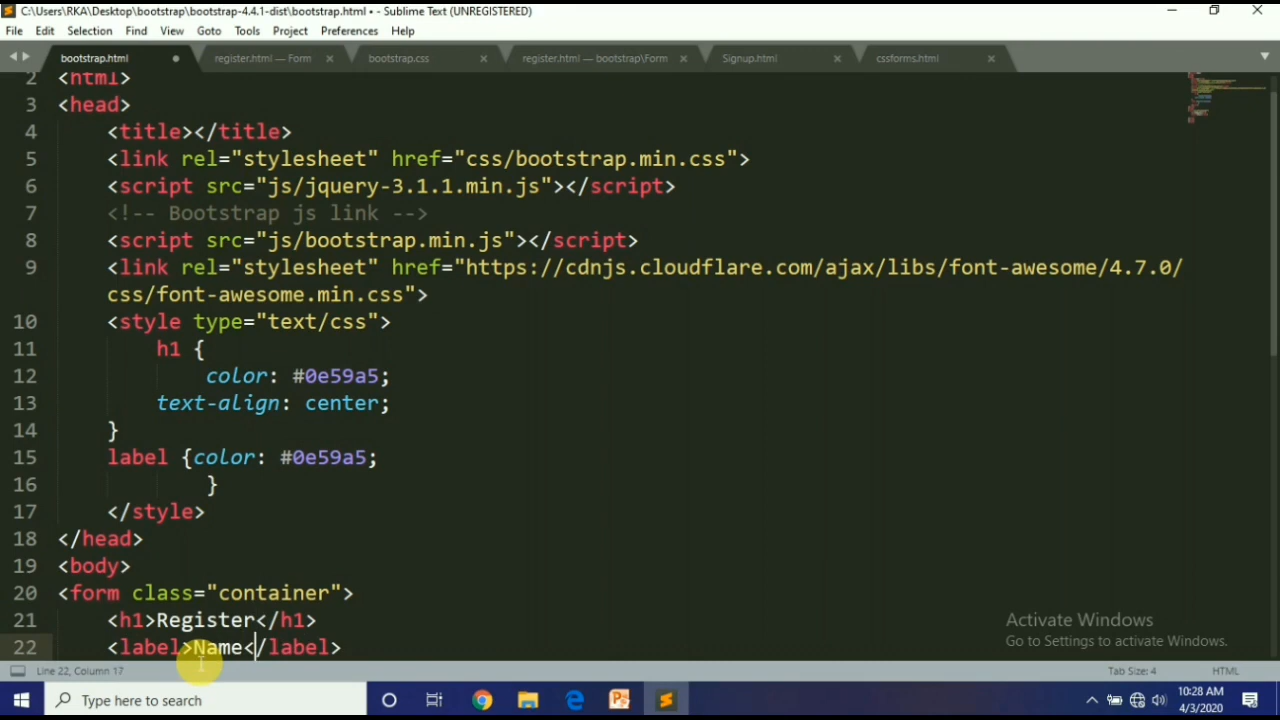 C:\Users\RKA\Desktop\bootstrap\bootstrap-4.4.1-dist\bootstrap.html • - Sublime Text (UNREGISTERED)
File Edit Selection Find View Goto Tools Project Preferences Help
bootstrap.html register.html — Form bootstrap.css register.html — bootstrap\Form Signup.html cssforms.html
2 <html>
3 <head>
4 <title></title>
5 <link rel="stylesheet" href="css/bootstrap.min.css">
6 <script src="js/jquery-3.1.1.min.js"></script>
7 <!-- Bootstrap js link -->
8 <script src="js/bootstrap.min.js"></script>
9 <link rel="stylesheet" href="https://cdnjs.cloudflare.com/ajax/libs/font-awesome/4.7.0/
css/font-awesome.min.css">
10 <style type="text/css">
11 h1 {
12 color: #0e59a5;
13 text-align: center;
14 }
15 label {color: #0e59a5;
16 }
17 </style>
18 </head>
19 <body>
20 <form class="container">
21 <h1>Register</h1>
22 <label>Name</label>
Activate Windows
Go to Settings to activate Windows.
Line 22, Column 17 Tab Size: 4 HTML
Type here to search
10:28 AM
4/3/2020